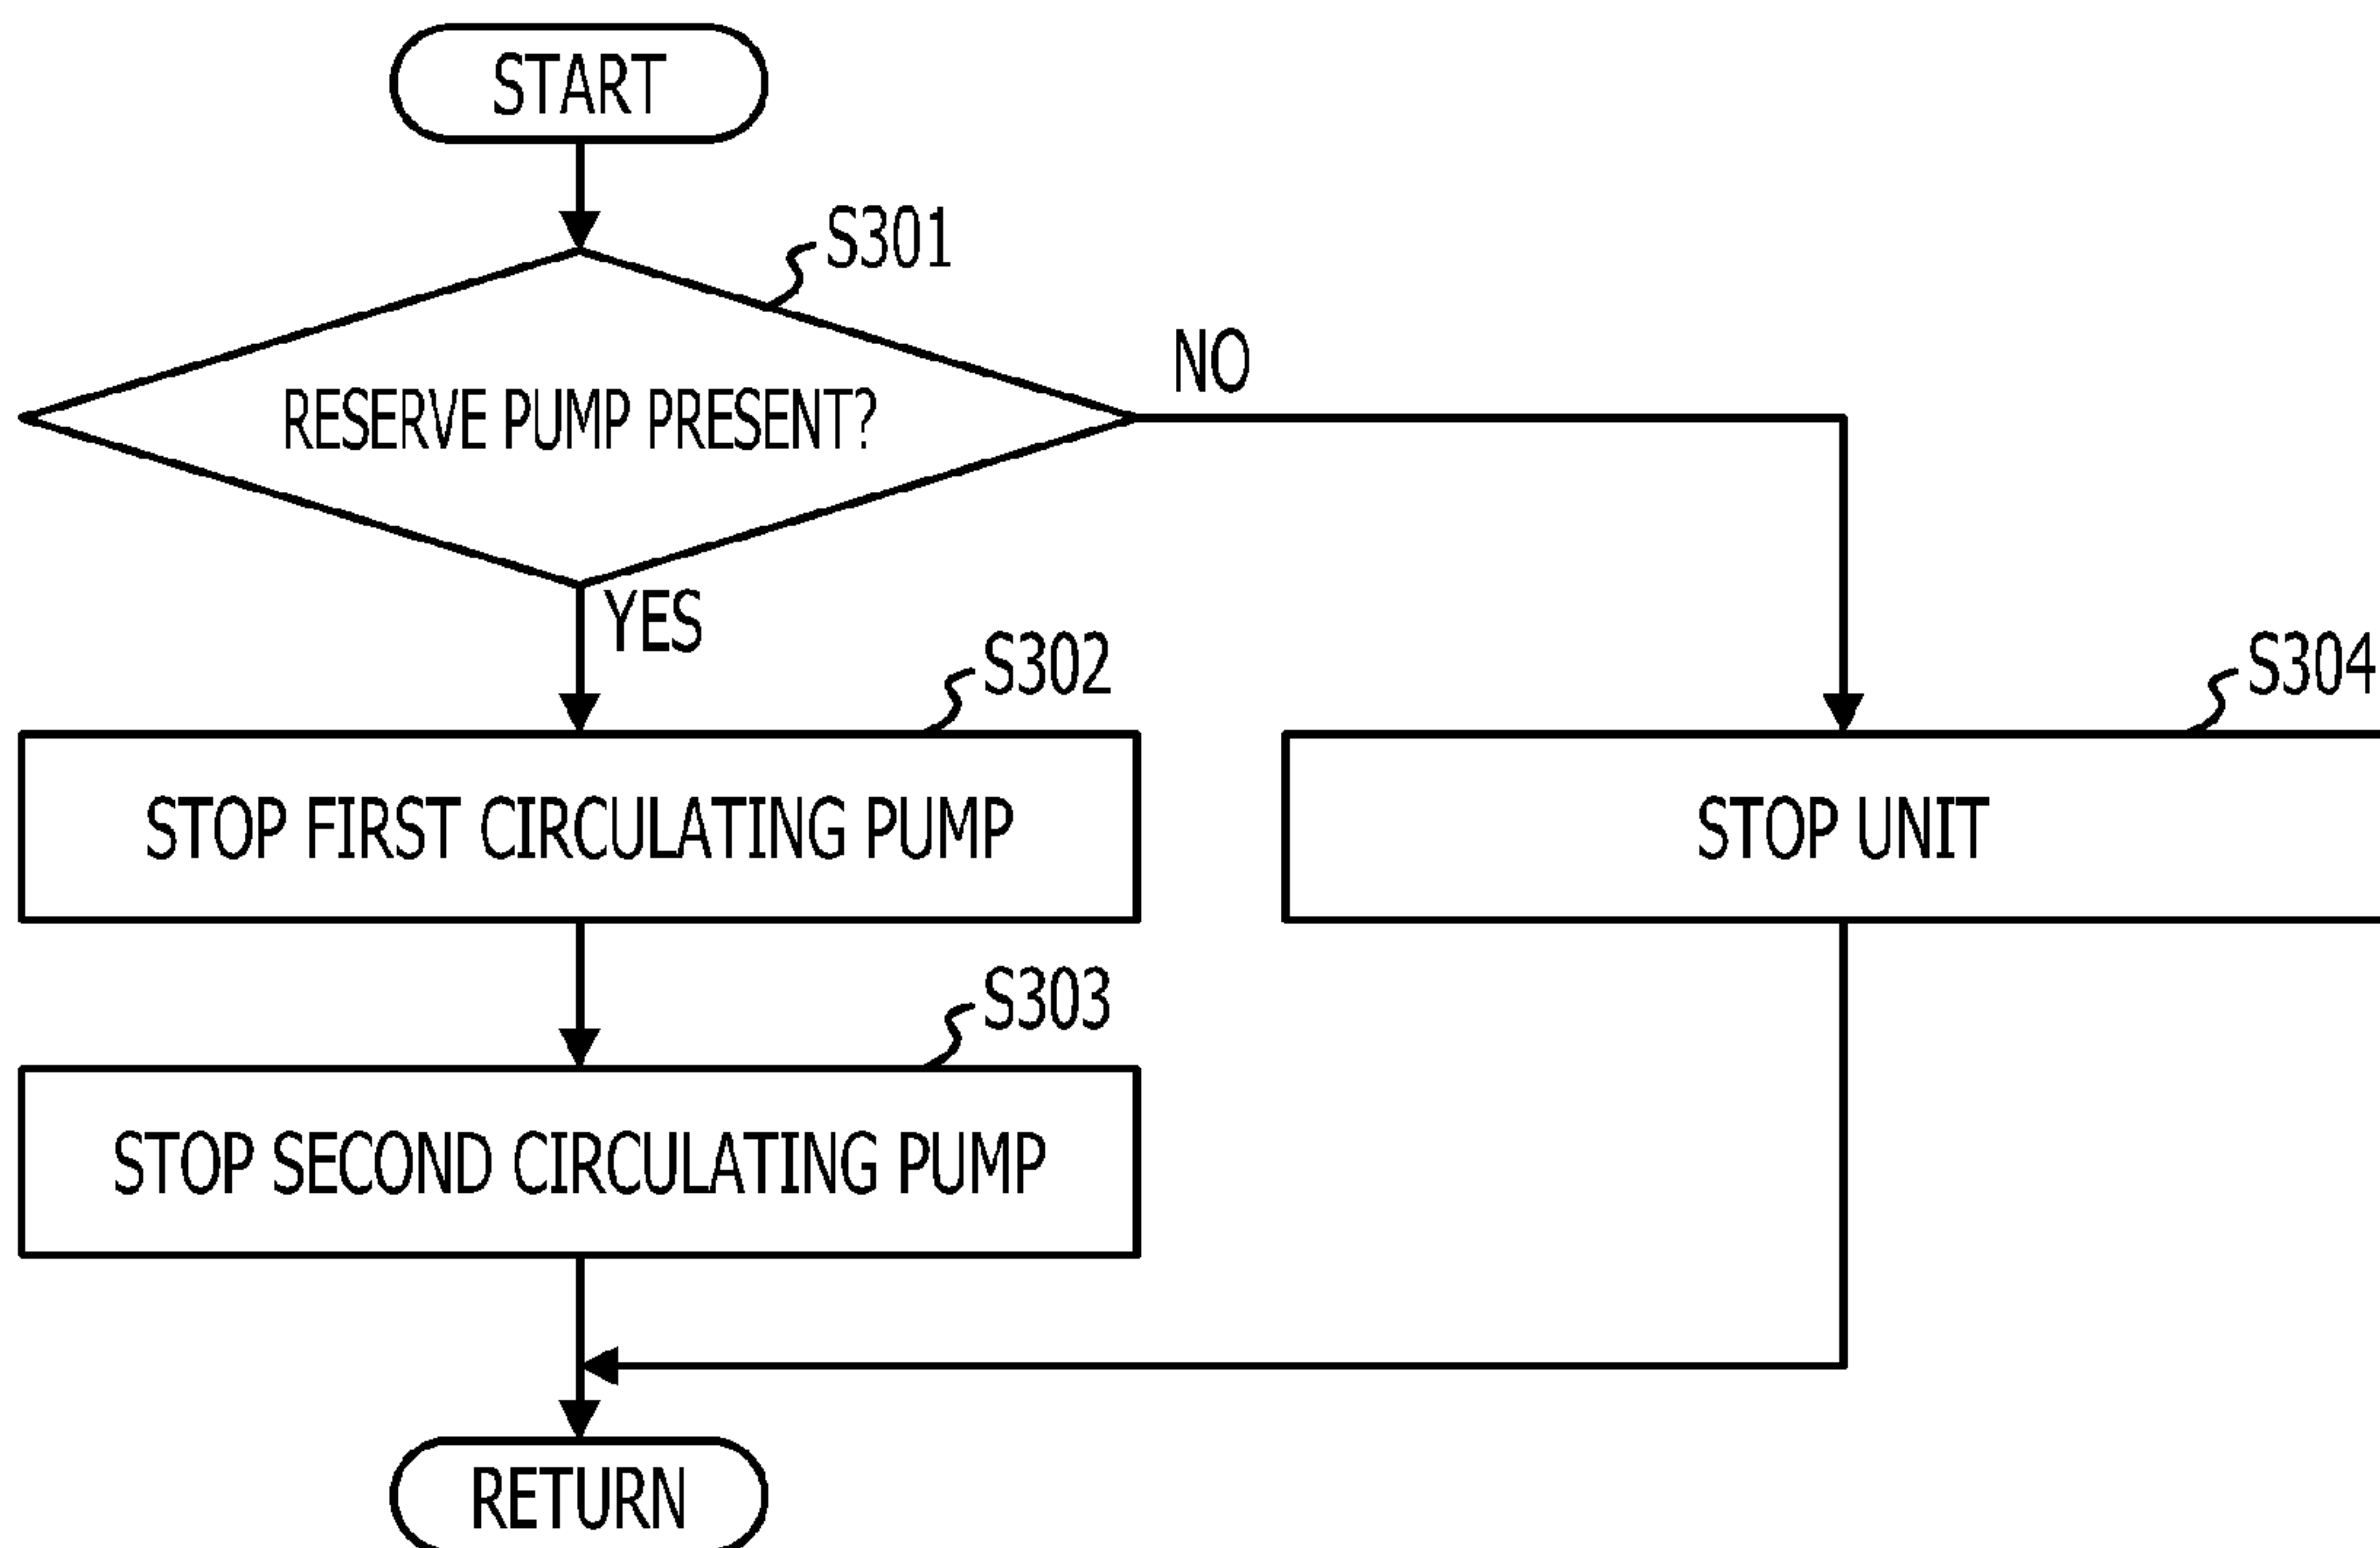 START
S301
RESERVE PUMP PRESENT?
NO
YES
S302
STOP FIRST CIRCULATING PUMP
S304
STOP UNIT
S303
STOP SECOND CIRCULATING PUMP
RETURN